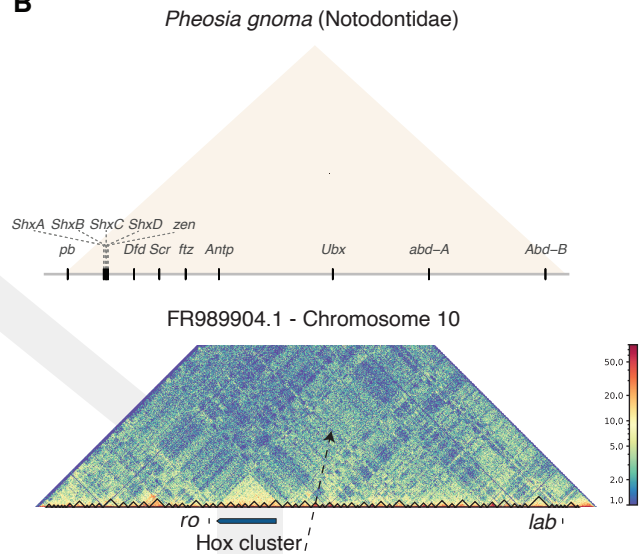 B
Pheosia gnoma (Notodontidae)
ShxA ShxB ShxC ShxD zen
pb Dfd Scr ftz Antp Ubx abd-A Abd-B
FR989904.1 - Chromosome 10
50,0
20.0
10,0
5,0
2.0
1,0
ro lab
Hox cluster